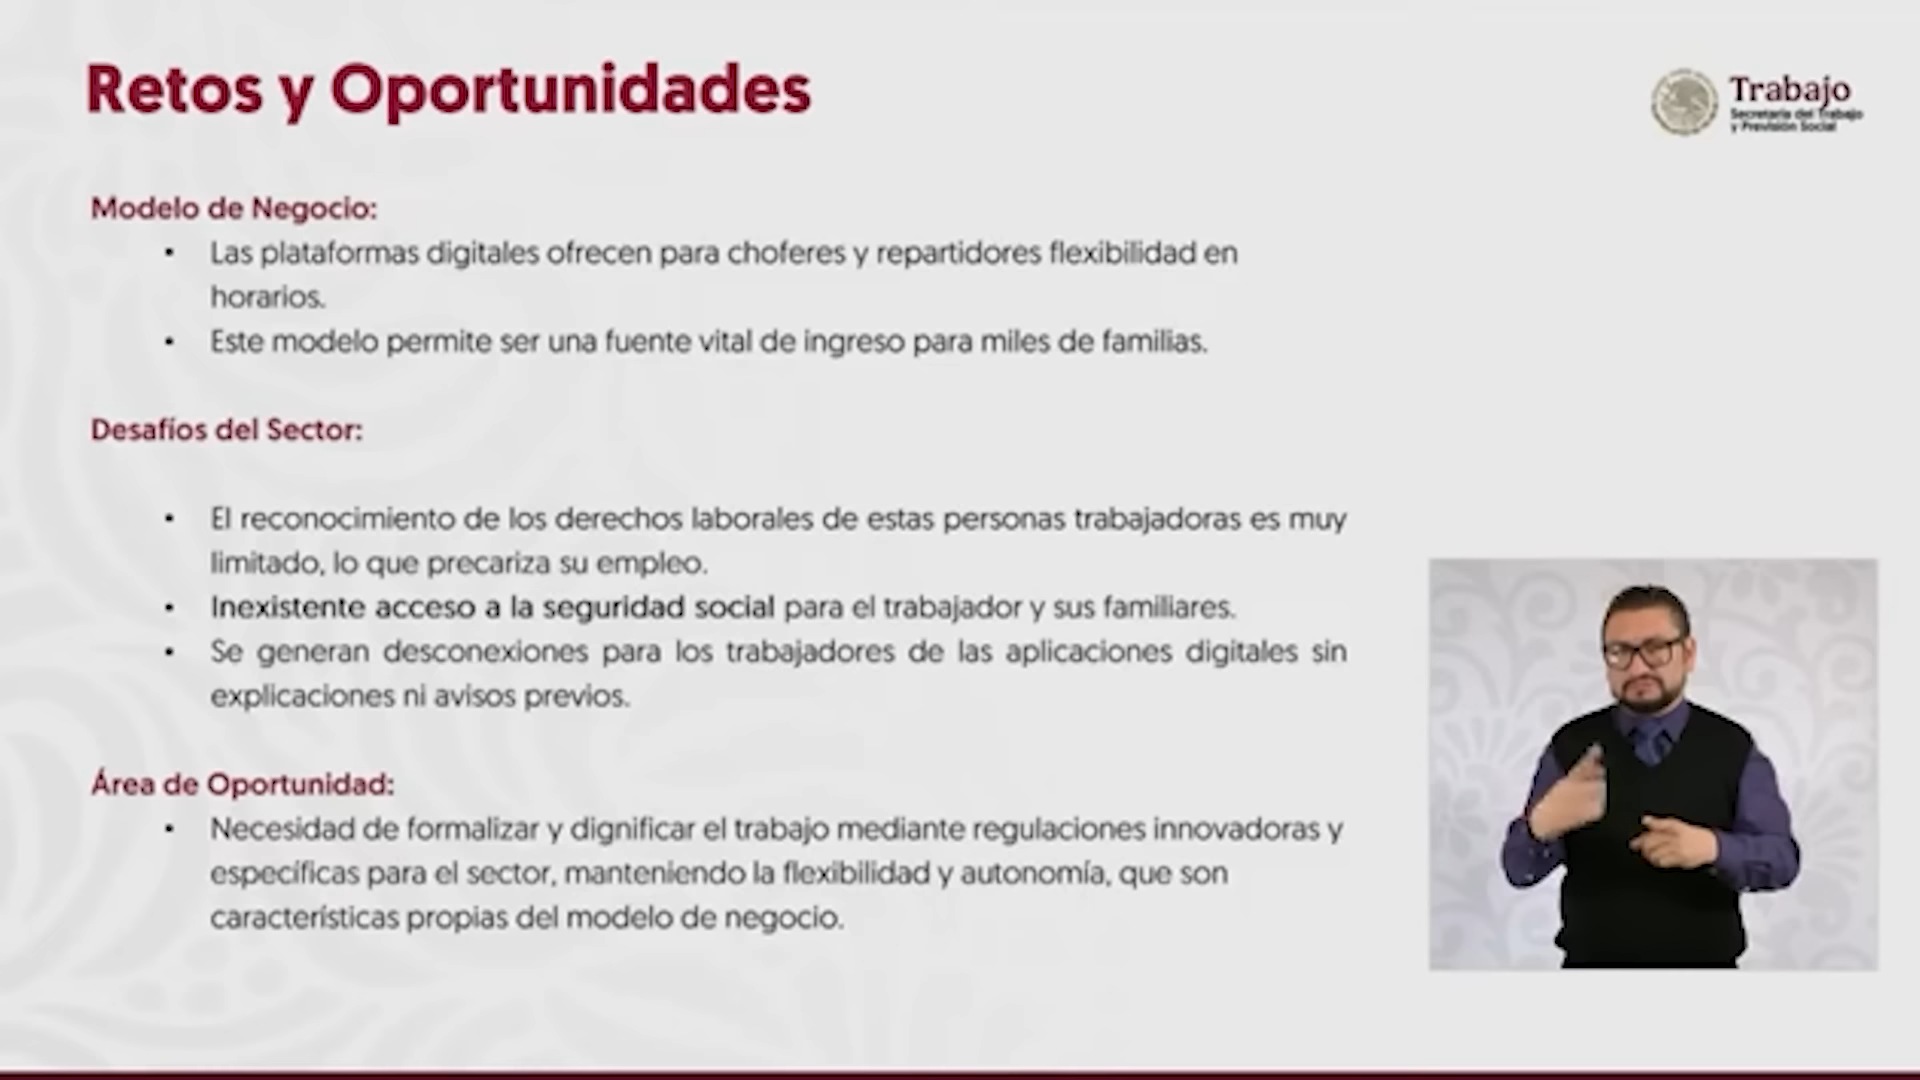 Retos y Oportunidades
Trabajo
Secretaría del Trabajo
y Previsión Social
Modelo de Negocio:
• Las plataformas digitales ofrecen para choferes y repartidores flexibilidad en
horarios.
• Este modelo permite ser una fuente vital de ingreso para miles de familias.
Desafíos del Sector:
• El reconocimiento de los derechos laborales de estas personas trabajadoras es muy
limitado, lo que precariza su empleo.
• Inexistente acceso a la seguridad social para el trabajador y sus familiares.
• Se generan desconexiones para los trabajadores de las aplicaciones digitales sin
explicaciones ni avisos previos.
Área de Oportunidad:
• Necesidad de formalizar y dignificar el trabajo mediante regulaciones innovadoras y
específicas para el sector, manteniendo la flexibilidad y autonomía, que son
características propias del modelo de negocio.